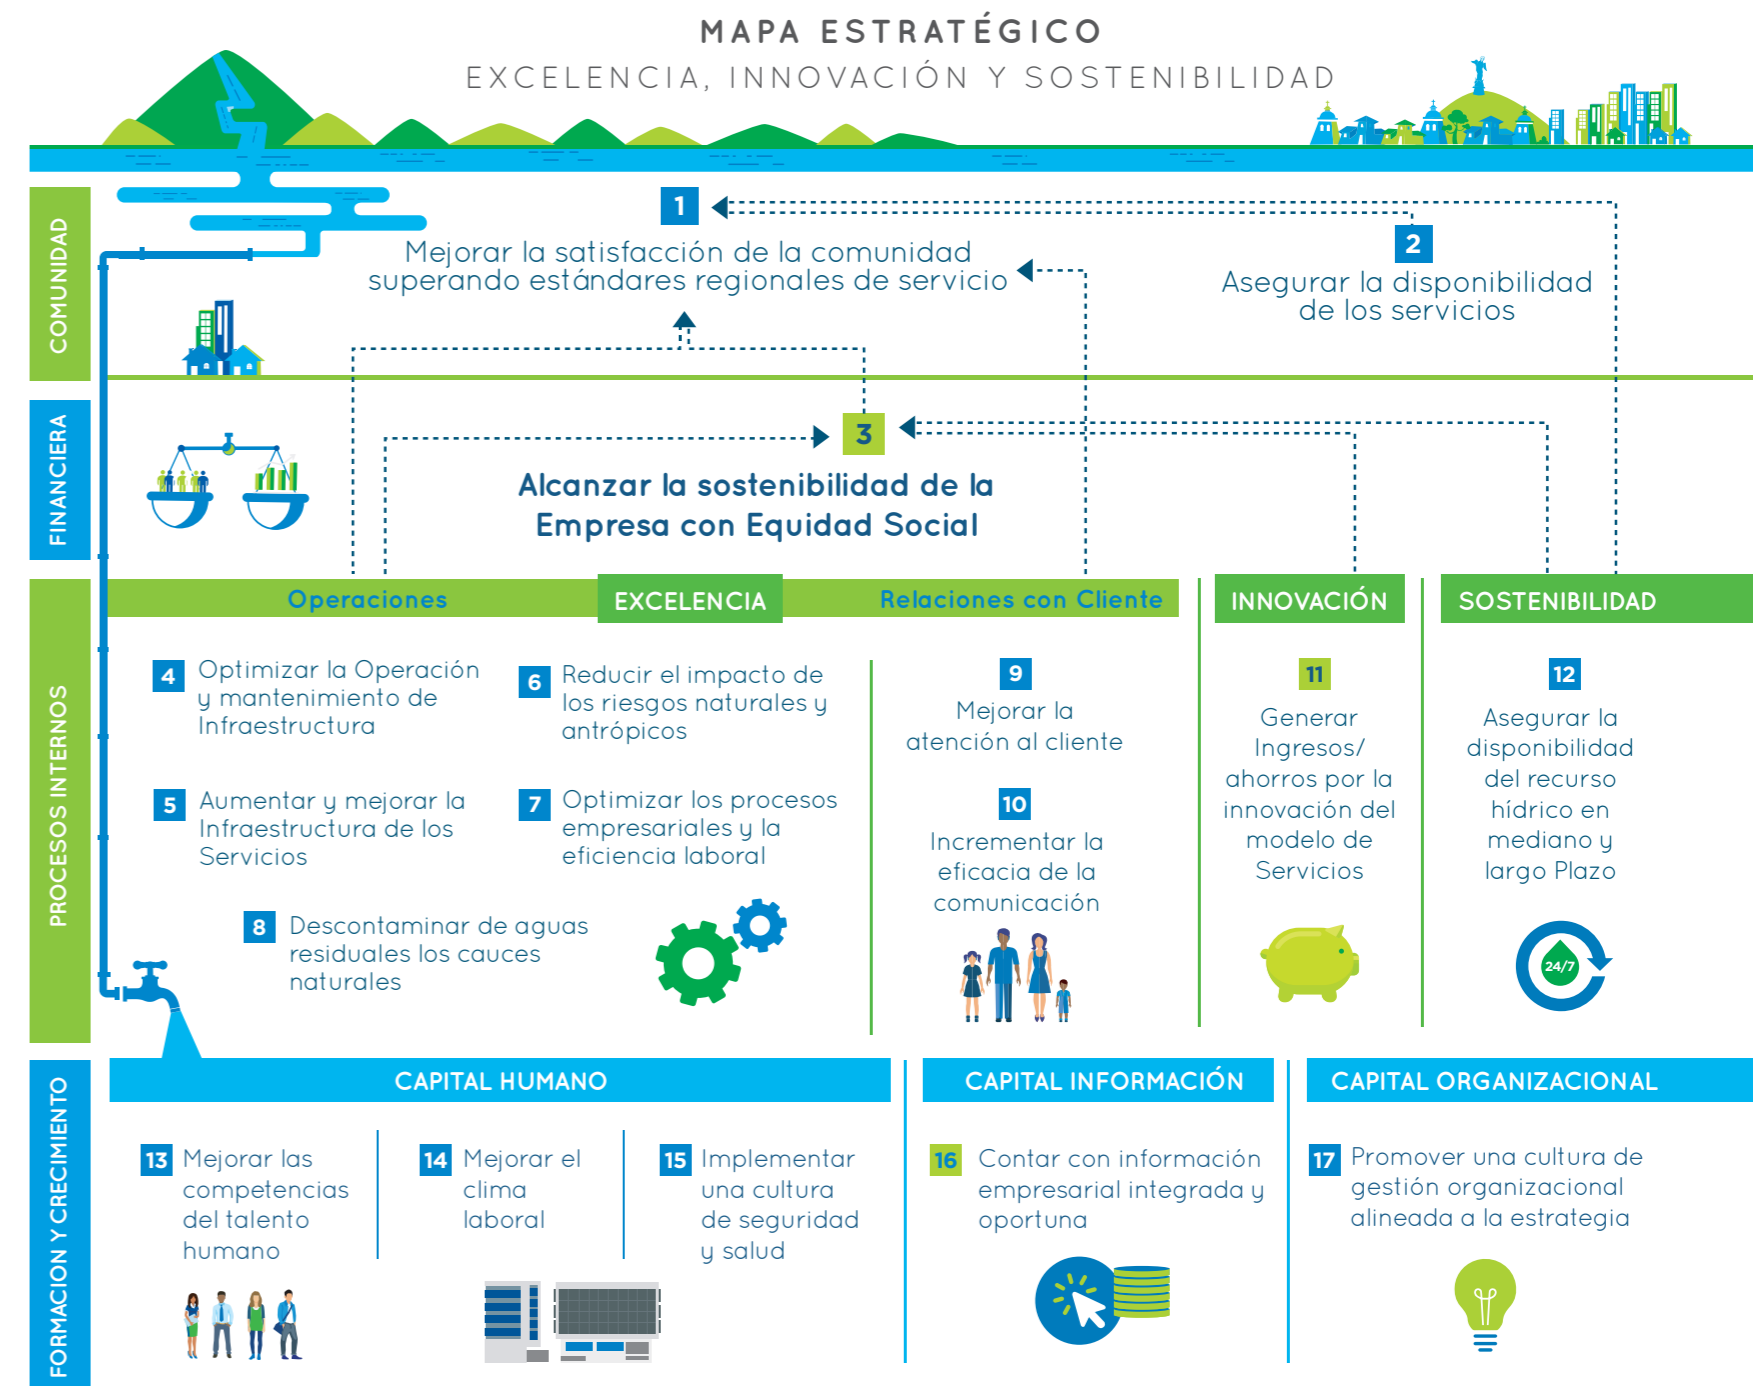 MAPA ESTRATÉGICO
EXCELENCIA, INNOVACIÓN Y SOSTENIBILIDAD
COMUNIDAD
1
Mejorar la satisfacción de la comunidad
superando estándares regionales de servicio
2
Asegurar la disponibilidad
de los servicios
FINANCIERA
3
Alcanzar la sostenibilidad de la
Empresa con Equidad Social
PROCESOS INTERNOS
Operaciones
EXCELENCIA
Relaciones con Cliente
INNOVACIÓN
SOSTENIBILIDAD
4
Optimizar la Operación
y mantenimiento de
Infraestructura
5
Aumentar y mejorar la
Infraestructura de los
Servicios
6
Reducir el impacto de
los riesgos naturales y
antrópicos
7
Optimizar los procesos
empresariales y la
eficiencia laboral
8
Descontaminar de aguas
residuales los cauces
naturales
9
Mejorar la
atención al cliente
10
Incrementar la
eficacia de la
comunicación
11
Generar
Ingresos/
ahorros por la
innovación del
modelo de
Servicios
12
Asegurar la
disponibilidad
del recurso
hídrico en
mediano y
largo Plazo
24/7
FORMACION Y CRECIMIENTO
CAPITAL HUMANO
CAPITAL INFORMACIÓN
CAPITAL ORGANIZACIONAL
13
Mejorar las
competencias
del talento
humano
14
Mejorar el
clima
laboral
15
Implementar
una cultura
de seguridad
y salud
16
Contar con información
empresarial integrada y
oportuna
17
Promover una cultura de
gestión organizacional
alineada a la estrategia